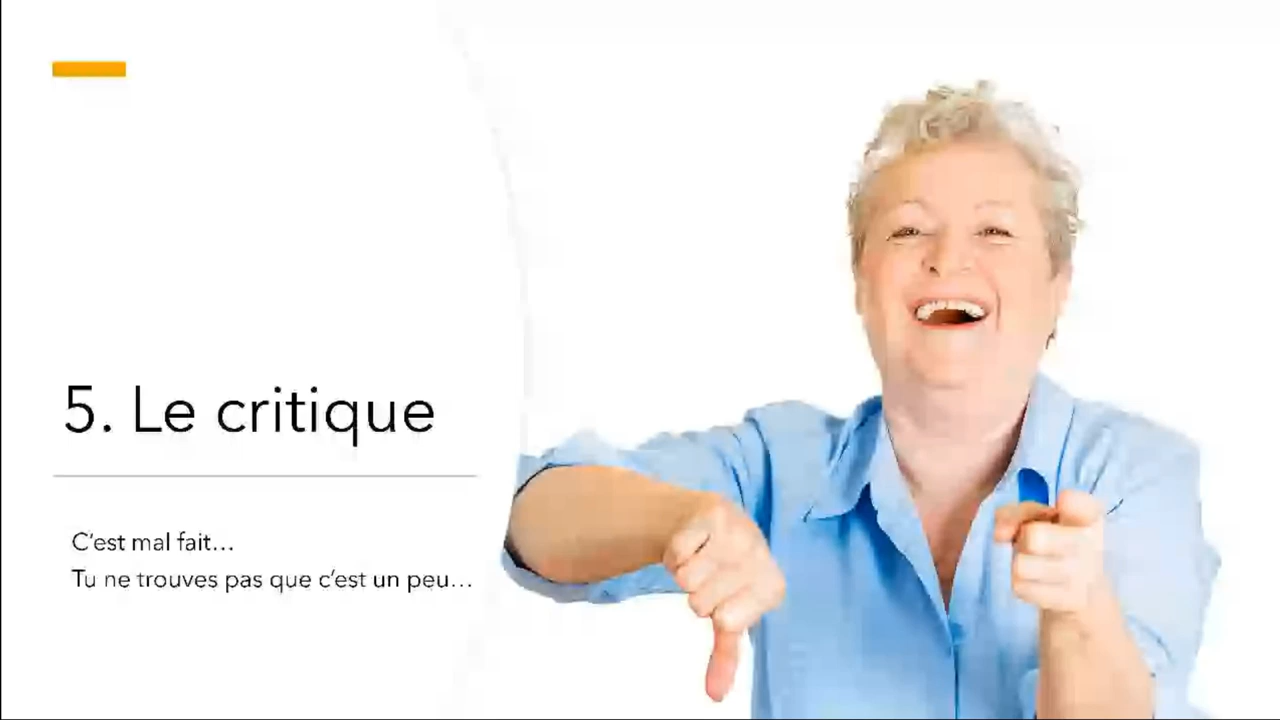 5. Le critique
C’est mal fait…
Tu ne trouves pas que c’est un peu…